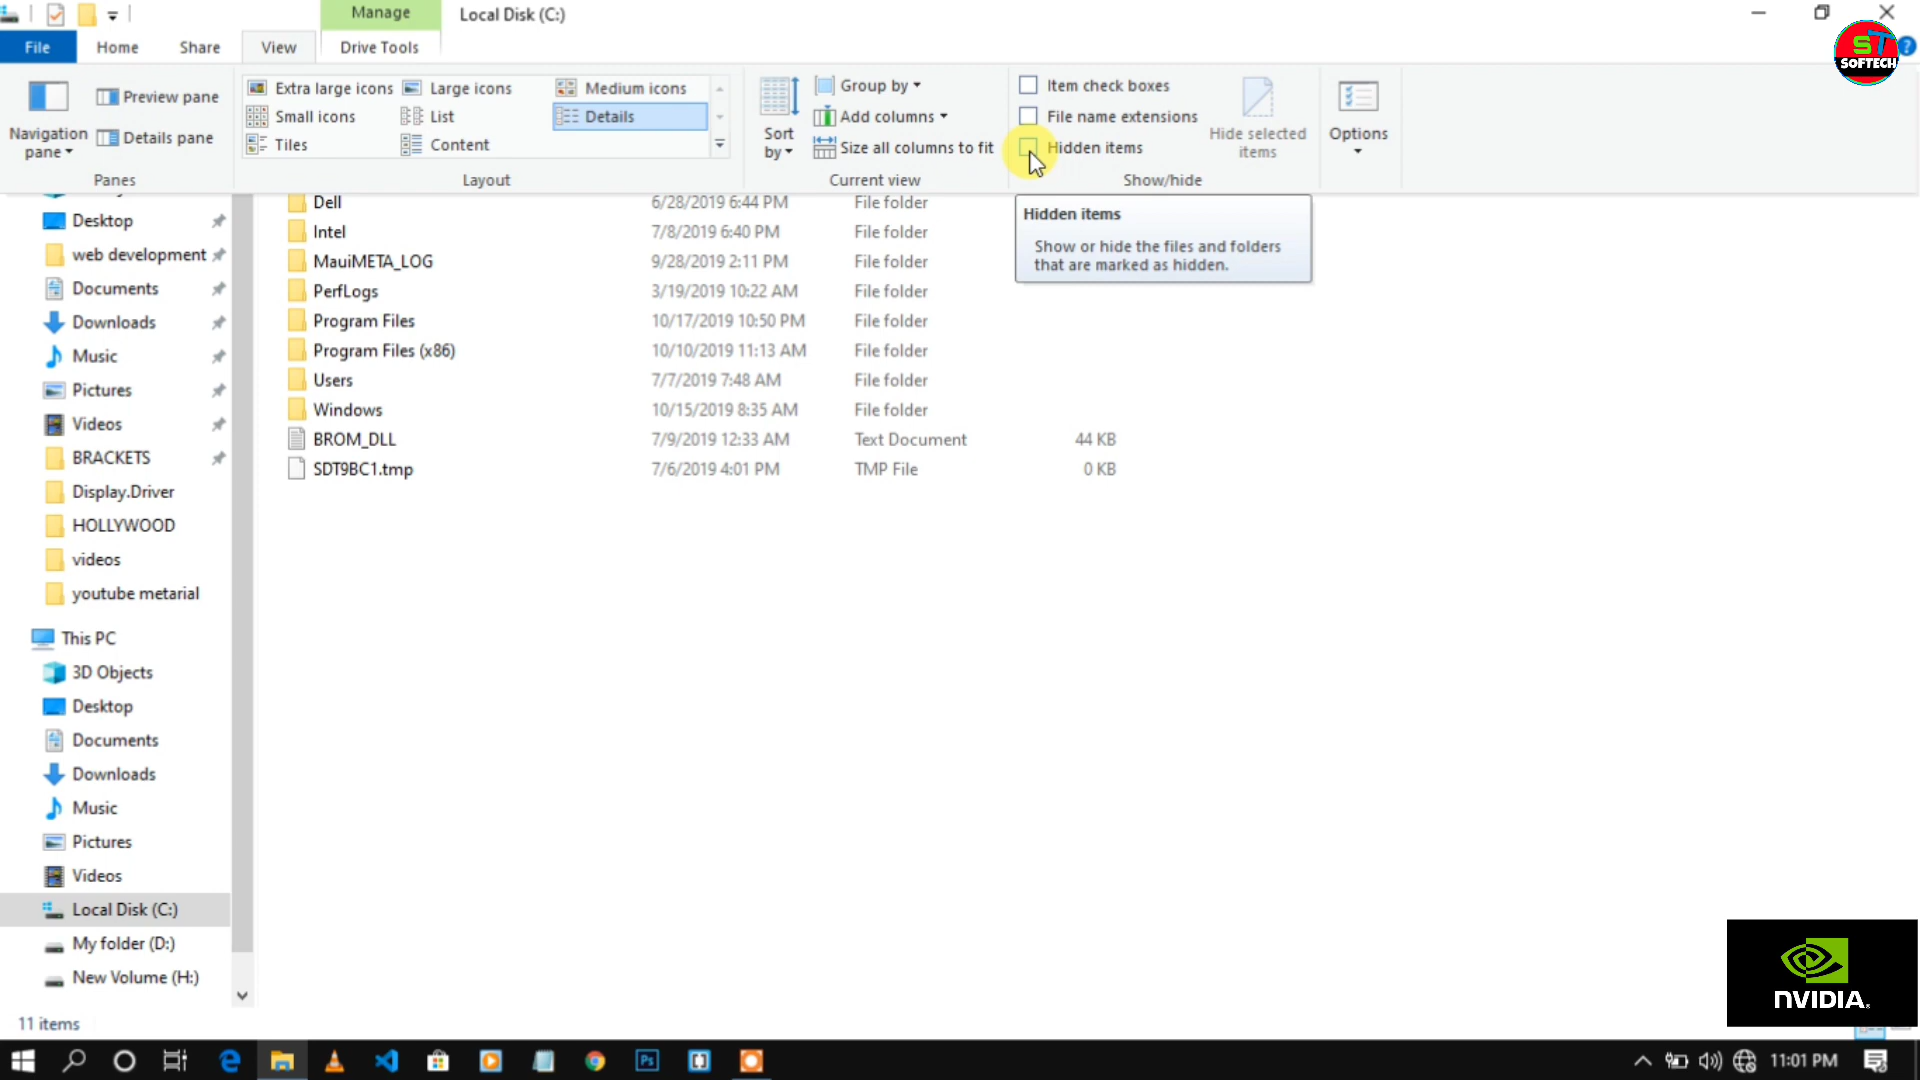 Manage
Local Disk (C:)
File
Home
Share
View
Drive Tools
ST
SOFTECH
?
Navigation
pane
Preview pane
Details pane
Panes
Extra large icons
Large icons
Medium icons
Small icons
List
Details
Tiles
Content
Layout
Sort
by
Group by
Add columns
Size all columns to fit
Current view
Item check boxes
File name extensions
Hidden items
Hide selected
items
Show/hide
Options
Hidden items
Show or hide the files and folders
that are marked as hidden.
Desktop
web development
Documents
Downloads
Music
Pictures
Videos
BRACKETS
Display.Driver
HOLLYWOOD
videos
youtube metarial
This PC
3D Objects
Desktop
Documents
Downloads
Music
Pictures
Videos
Local Disk (C:)
My folder (D:)
New Volume (H:)
Dell 6/28/2019 6:44 PM File folder
Intel 7/8/2019 6:40 PM File folder
MauiMETA_LOG 9/28/2019 2:11 PM File folder
PerfLogs 3/19/2019 10:22 AM File folder
Program Files 10/17/2019 10:50 PM File folder
Program Files (x86) 10/10/2019 11:13 AM File folder
Users 7/7/2019 7:48 AM File folder
Windows 10/15/2019 8:35 AM File folder
BROM_DLL 7/9/2019 12:33 AM Text Document 44 KB
SDT9BC1.tmp 7/6/2019 4:01 PM TMP File 0 KB
nVIDIA.
11 items
Ps
11:01 PM